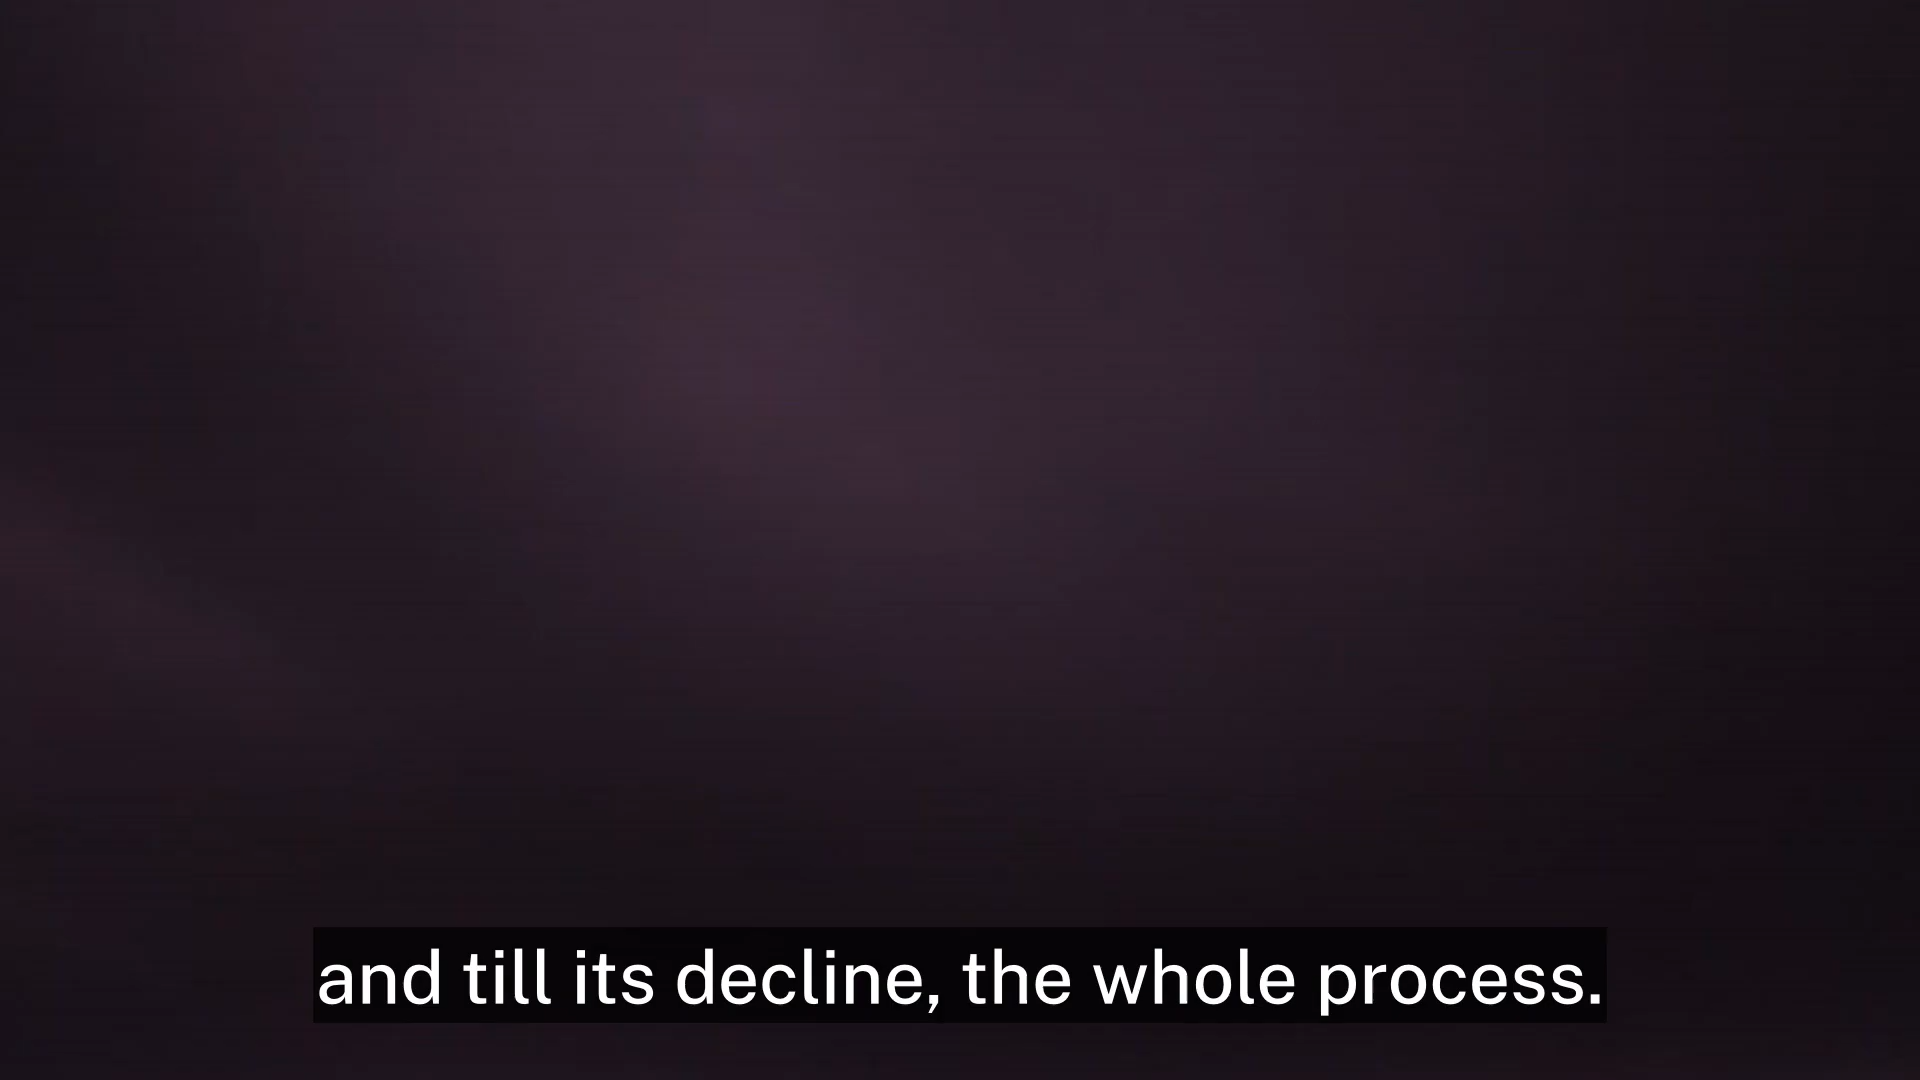 and till its decline, the whole process.